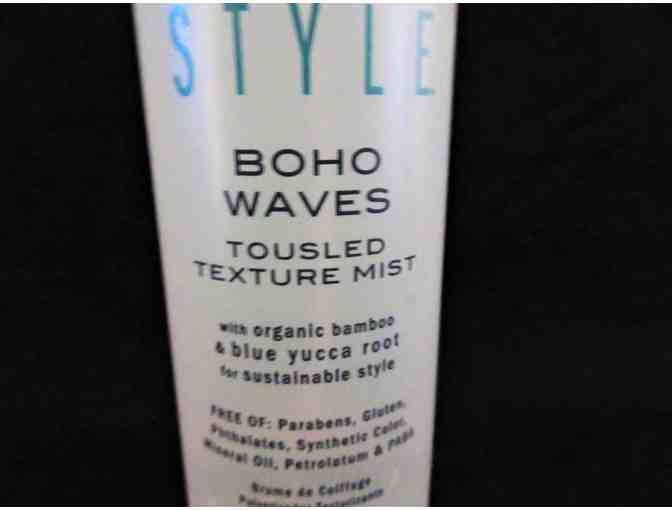 STYLE
BOHO
WAVES
TOUSLED
TEXTURE MIST
with organic bamboo
& blue yucca root
for sustainable style
FREE OF: Parabens, Gluten,
Phthalates, Synthetic Color,
Mineral Oil, Petrolatum & PABA
Brume de Coiffage
Texturizante